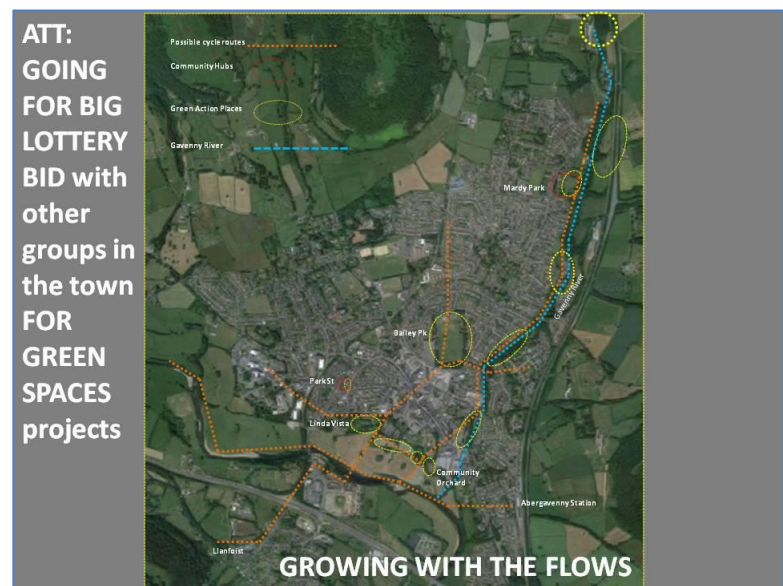 ATT:
GOING
FOR BIG
LOTTERY
BID with
other
groups in
the town
FOR
GREEN
SPACES
projects
Possible cycle routes
Community Hubs
Green Action Places
Gavenny River
Mardy Park
Gavenny River
Bailey Pk
Park St
Linda Vista
Community
Orchard
Abergavenny Station
Llanfoist
GROWING WITH THE FLOWS